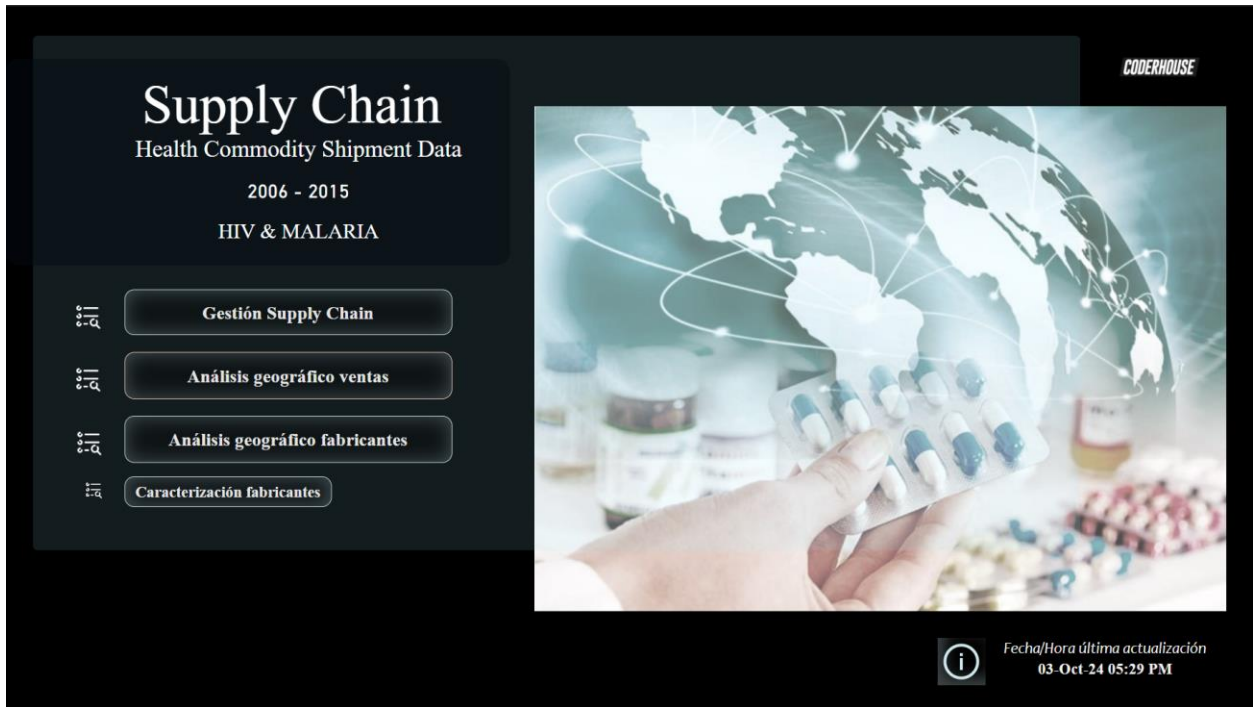 CODERHOUSE
Supply Chain
Health Commodity Shipment Data
2006 - 2015
HIV & MALARIA
Gestión Supply Chain
Análisis geográfico ventas
Análisis geográfico fabricantes
Caracterización fabricantes
Fecha/Hora última actualización
03-Oct-24 05:29 PM